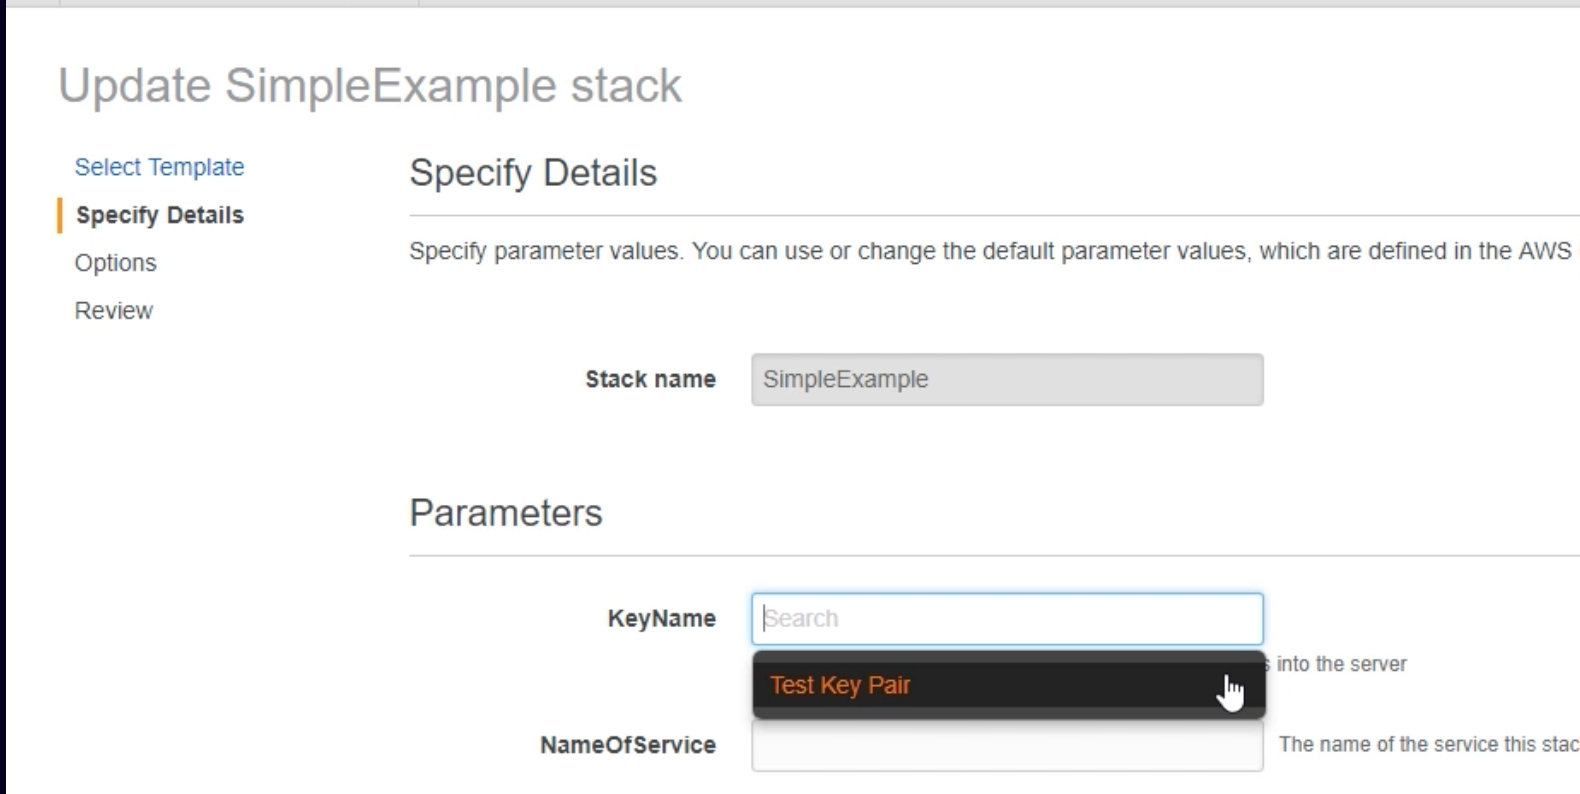 Update SimpleExample stack
Select Template
Specify Details
Options
Review
Specify Details
Specify parameter values. You can use or change the default parameter values, which are defined in the AWS
Stack name
SimpleExample
Parameters
KeyName
Search
Test Key Pair
into the server
NameOfService
The name of the service this